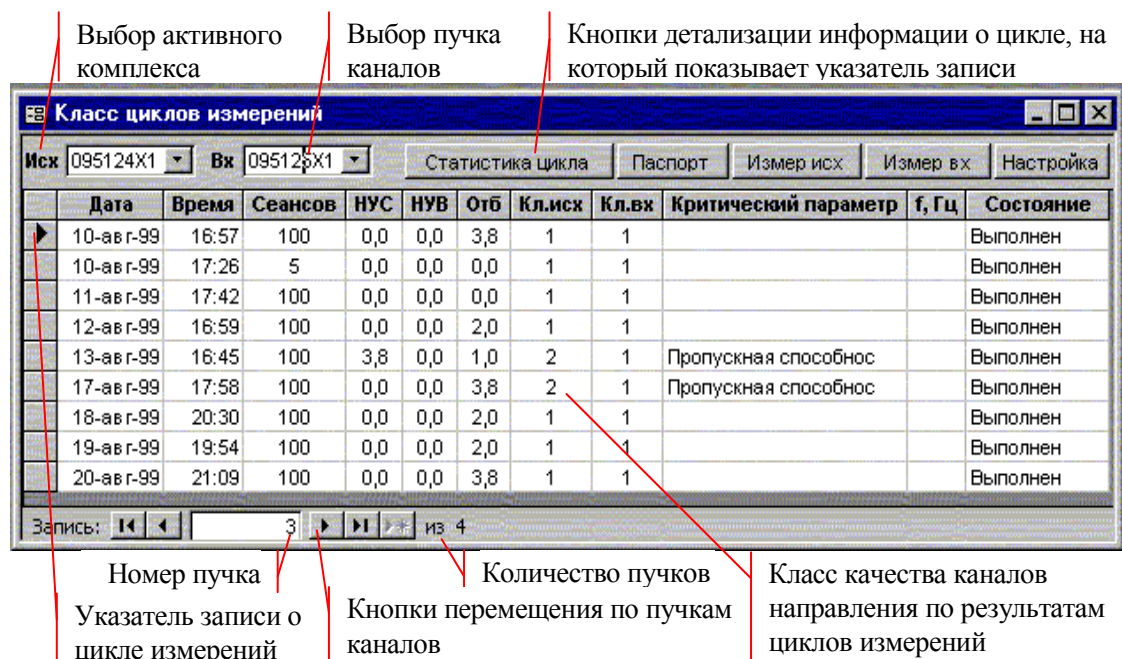 Выбор активного
комплекса
Выбор пучка
каналов
Кнопки детализации информации о цикле, на
который показывает указатель записи
Класс циклов измерений
Исх 095124X1 Вх 095125X1 Статистика цикла Паспорт Измер исх Измер вх Настройка
Дата Время Сеансов НУС НУВ Отб Кл.исх Кл.вх Критический параметр f, Гц Состояние
10-авг-99 16:57 100 0,0 0,0 3,8 1 1 Выполнен
10-авг-99 17:26 5 0,0 0,0 0,0 1 1 Выполнен
11-авг-99 17:42 100 0,0 0,0 0,0 1 1 Выполнен
12-авг-99 16:59 100 0,0 0,0 2,0 1 1 Выполнен
13-авг-99 16:45 100 3,8 0,0 1,0 2 1 Пропускная способнос Выполнен
17-авг-99 17:58 100 0,0 0,0 3,8 2 1 Пропускная способнос Выполнен
18-авг-99 20:30 100 0,0 0,0 2,0 1 1 Выполнен
19-авг-99 19:54 100 0,0 0,0 2,0 1 1 Выполнен
20-авг-99 21:09 100 0,0 0,0 3,8 1 1 Выполнен
Запись: 3 из 4
Номер пучка
Количество пучков
Указатель записи о
цикле измерений
Кнопки перемещения по пучкам
каналов
Класс качества каналов
направления по результатам
циклов измерений